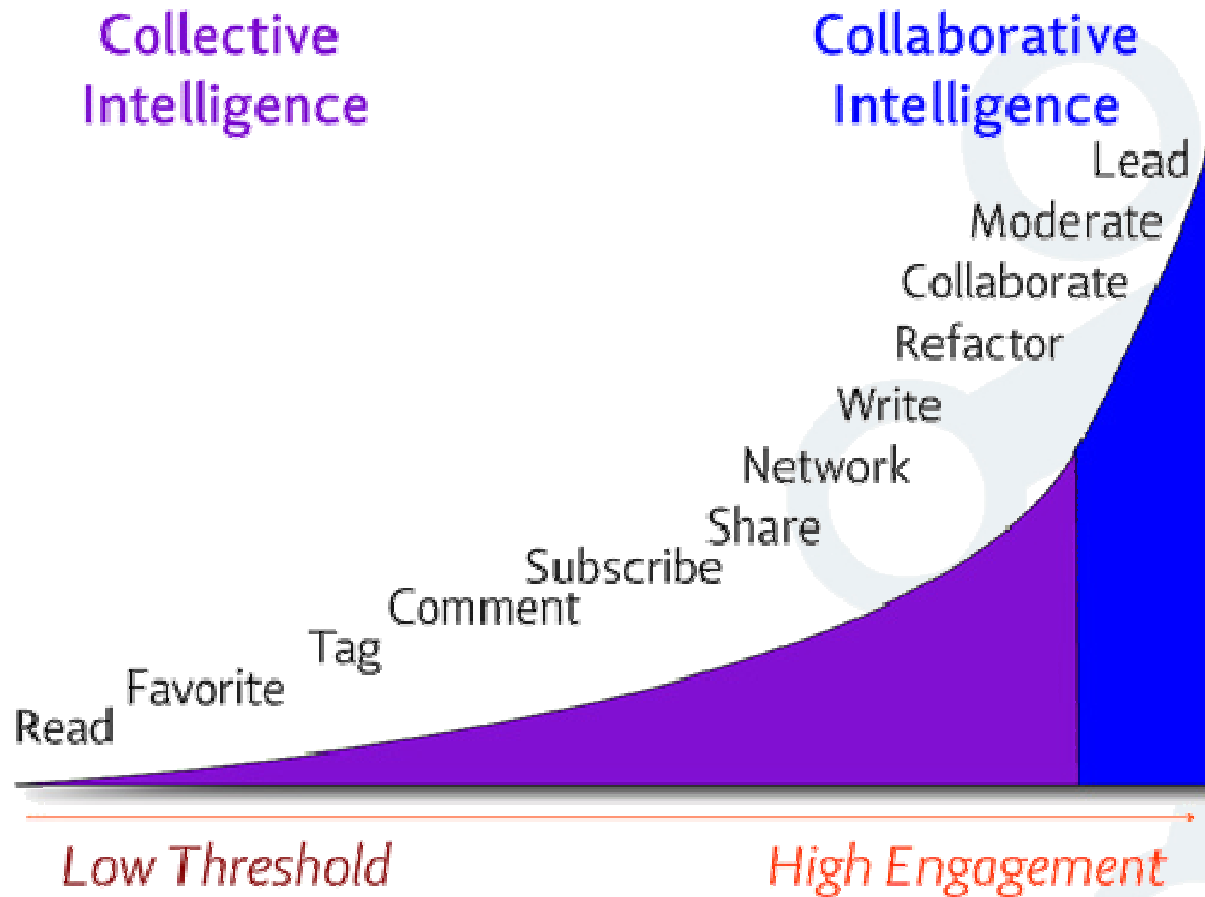 Collective
Intelligence
Collaborative
Intelligence
Lead
Moderate
Collaborate
Refactor
Write
Network
Share
Subscribe
Comment
Tag
Favorite
Read
Low Threshold
High Engagement